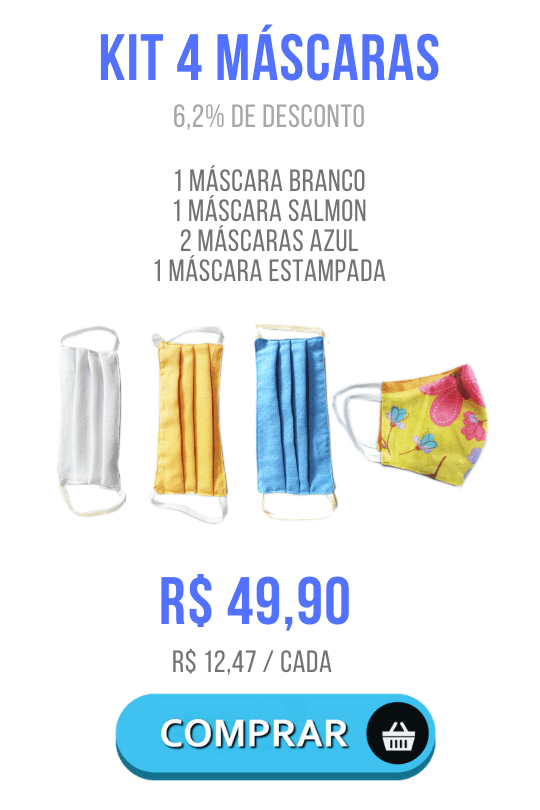 KIT 4 MÁSCARAS
6,2% DE DESCONTO
1 MÁSCARA BRANCO
1 MÁSCARA SALMON
2 MÁSCARAS AZUL
1 MÁSCARA ESTAMPADA
R$ 49,90
R$ 12,47 / CADA
COMPRAR